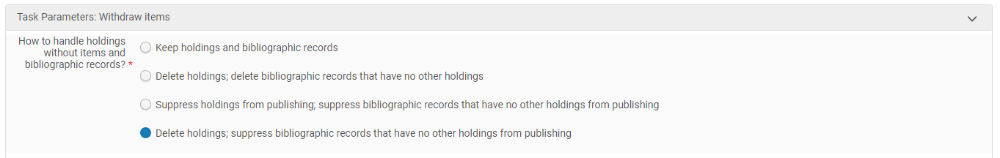 Task Parameters: Withdraw items
How to handle holdings
without items and
bibliographic records? *
Keep holdings and bibliographic records
Delete holdings; delete bibliographic records that have no other holdings
Suppress holdings from publishing; suppress bibliographic records that have no other holdings from publishing
Delete holdings; suppress bibliographic records that have no other holdings from publishing